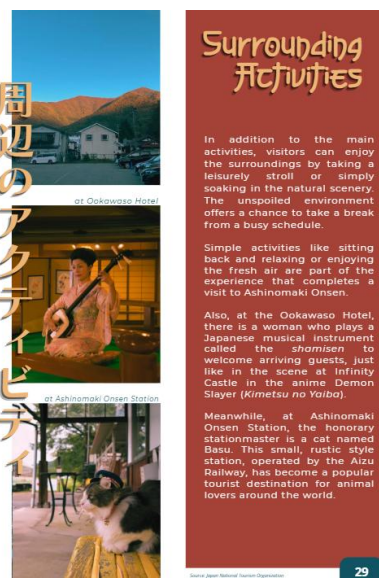 周辺のアクティビティ
at Ookawaso Hotel
at Ashinomaki Onsen Station
Surrounding
Activities
In addition to the main
activities, visitors can enjoy
the surroundings by taking a
leisurely stroll or simply
soaking in the natural scenery.
The unspoiled environment
offers a chance to take a break
from a busy schedule.
Simple activities like sitting
back and relaxing or enjoying
the fresh air are part of the
experience that completes a
visit to Ashinomaki Onsen.
Also, at the Ookawaso Hotel,
there is a woman who plays a
Japanese musical instrument
called the shamisen to
welcome arriving guests, just
like in the scene at Infinity
Castle in the anime Demon
Slayer (Kimetsu no Yaiba).
Meanwhile, at Ashinomaki
Onsen Station, the honorary
stationmaster is a cat named
Basu. This small, rustic style
station, operated by the Aizu
Railway, has become a popular
tourist destination for animal
lovers around the world.
Source: Japan National Tourism Organization
29